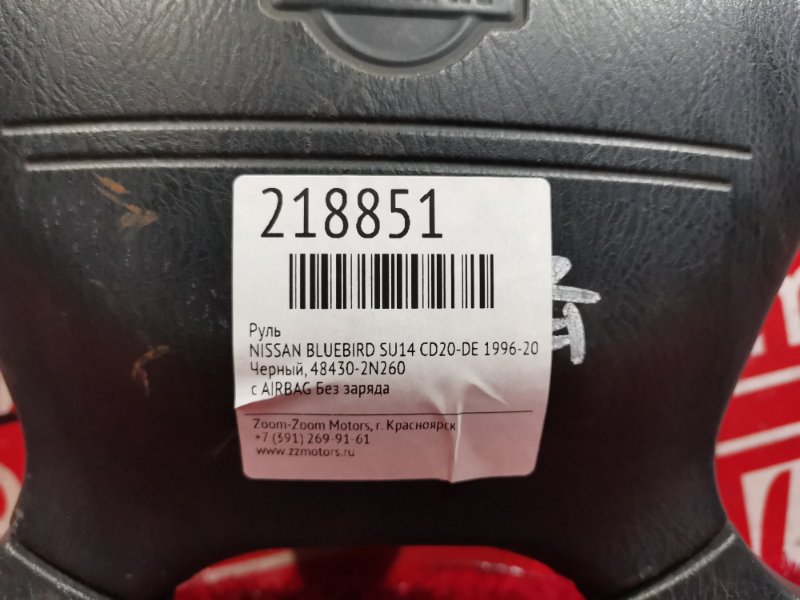 218851
Руль
NISSAN BLUEBIRD SU14 CD20-DE 1996-20
Черный, 48430-2N260
с AIRBAG Без заряда
Zoom-Zoom Motors, г. Красноярск
+7 (391) 269-91-61
www.zzmotors.ru